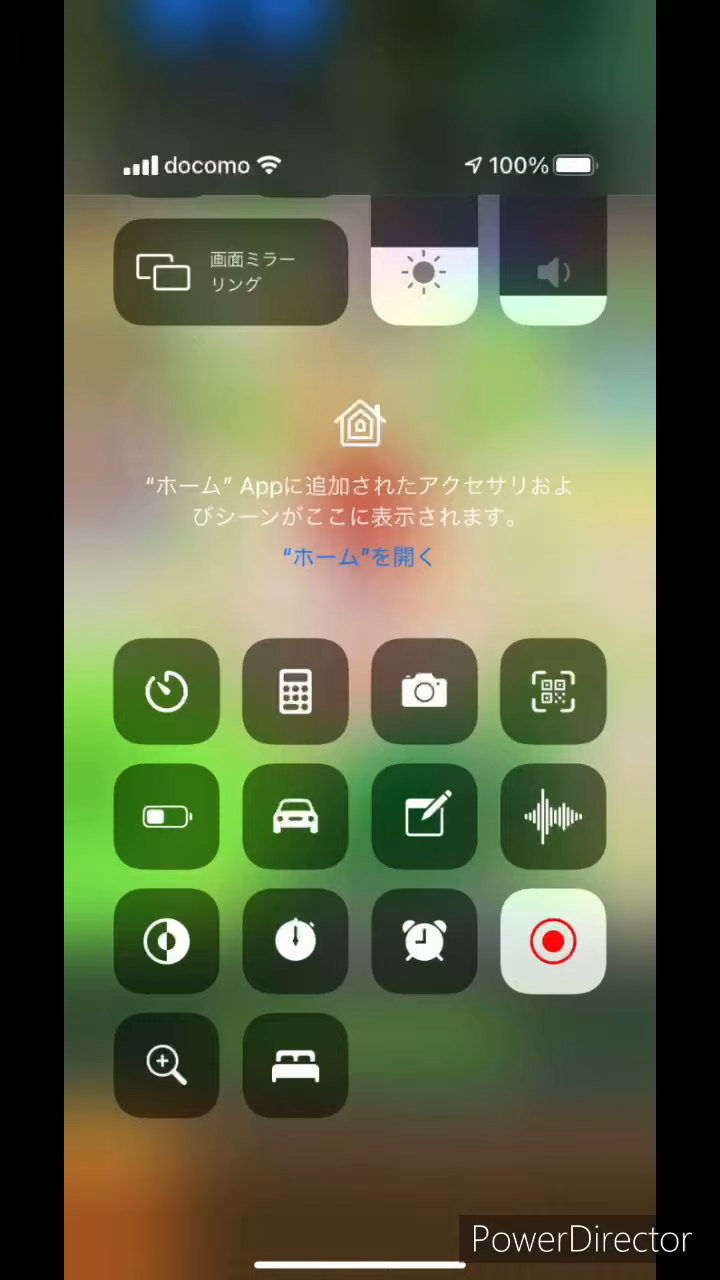 docomo
100%
画面ミラー
リング
“ホーム” Appに追加されたアクセサリおよ
びシーンがここに表示されます。
“ホーム”を開く
PowerDirector